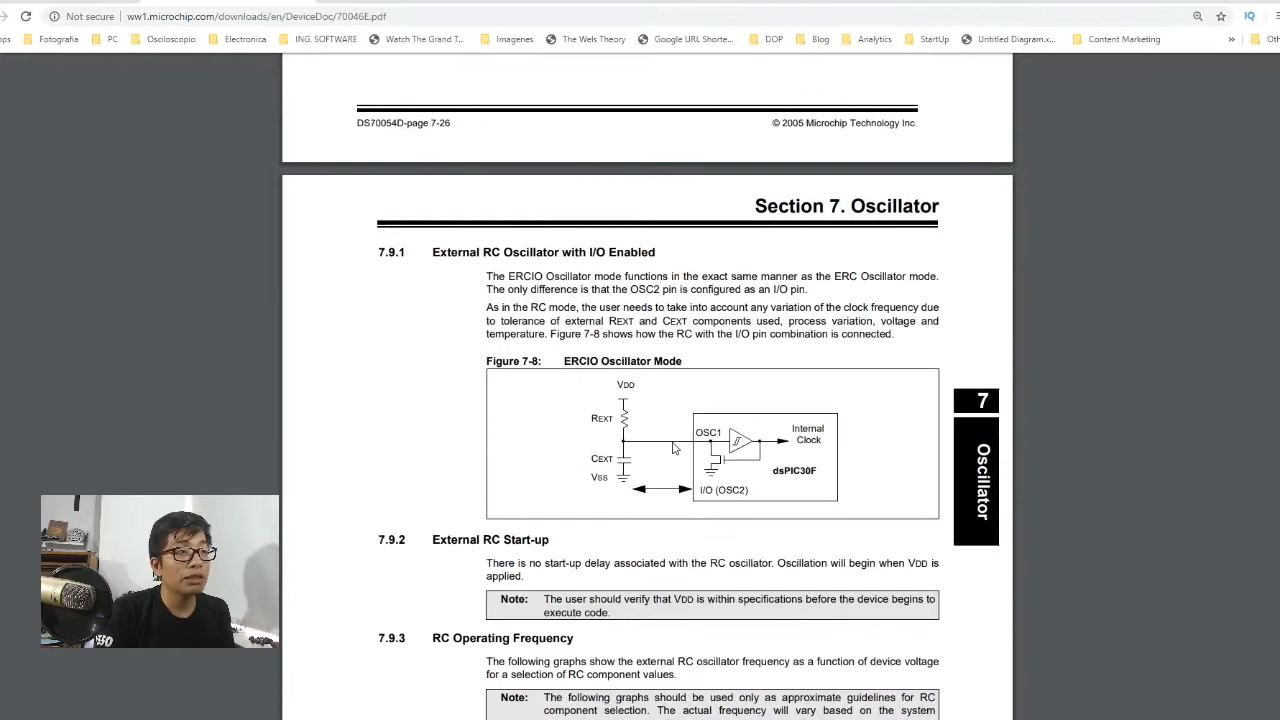 Not secure
ww1.microchip.com/downloads/en/DeviceDoc/70046E.pdf
Fotografia
PC
Osciloscopio
Electronica
ING. SOFTWARE
Watch The Grand T...
Imagenes
The Wels Theory
Google URL Shorte...
DOP
Blog
Analytics
StartUp
Untitled Diagram.x...
Content Marketing
»
DS70054D-page 7-26
© 2005 Microchip Technology Inc.
Section 7. Oscillator
7.9.1 External RC Oscillator with I/O Enabled
The ERCIO Oscillator mode functions in the exact same manner as the ERC Oscillator mode.
The only difference is that the OSC2 pin is configured as an I/O pin.
As in the RC mode, the user needs to take into account any variation of the clock frequency due
to tolerance of external REXT and CEXT components used, process variation, voltage and
temperature. Figure 7-8 shows how the RC with the I/O pin combination is connected.
Figure 7-8: ERCIO Oscillator Mode
VDD
REXT
OSC1
Internal
Clock
CEXT
dsPIC30F
VSS
I/O (OSC2)
7
Oscillator
7.9.2 External RC Start-up
There is no start-up delay associated with the RC oscillator. Oscillation will begin when VDD is
applied.
Note: The user should verify that VDD is within specifications before the device begins to
execute code.
7.9.3 RC Operating Frequency
The following graphs show the external RC oscillator frequency as a function of device voltage
for a selection of RC component values.
Note: The following graphs should be used only as approximate guidelines for RC
component selection. The actual frequency will vary based on the system